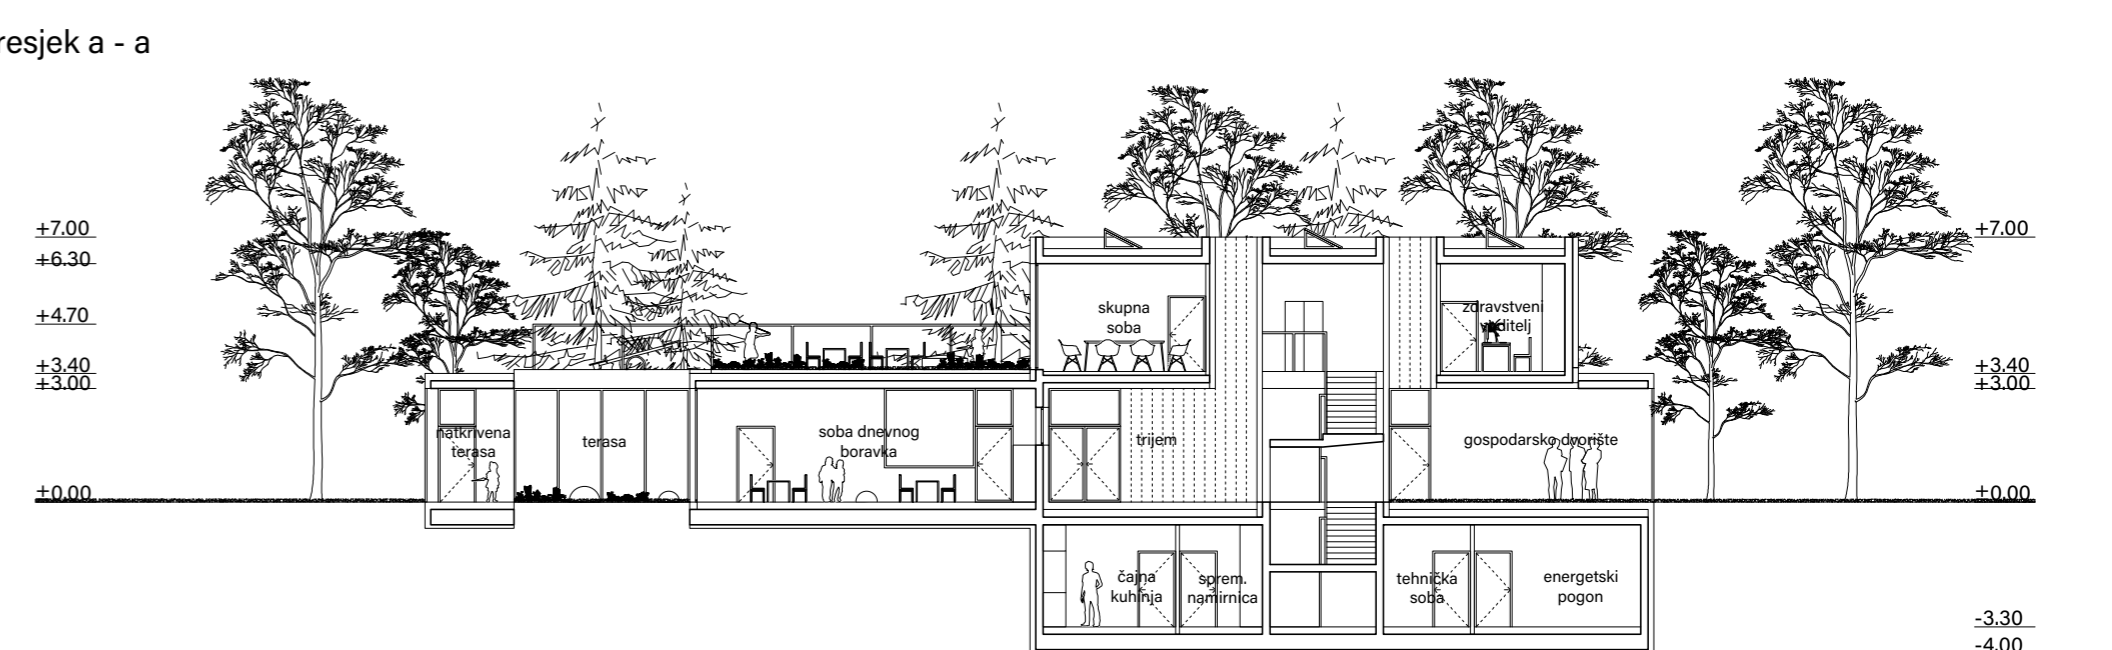 resjek a - a
+7.00
+6.30
+4.70
+3.40
+3.00
±0.00
+7.00
+3.40
+3.00
±0.00
-3.30
-4.00
skupna
soba
zdravstveni
voditelj
natkrivena
terasa
terasa
soba dnevnog
boravka
trijem
gospodarsko dvorište
čajna
kuhinja
sprem.
namirnica
tehnička
soba
energetski
pogon